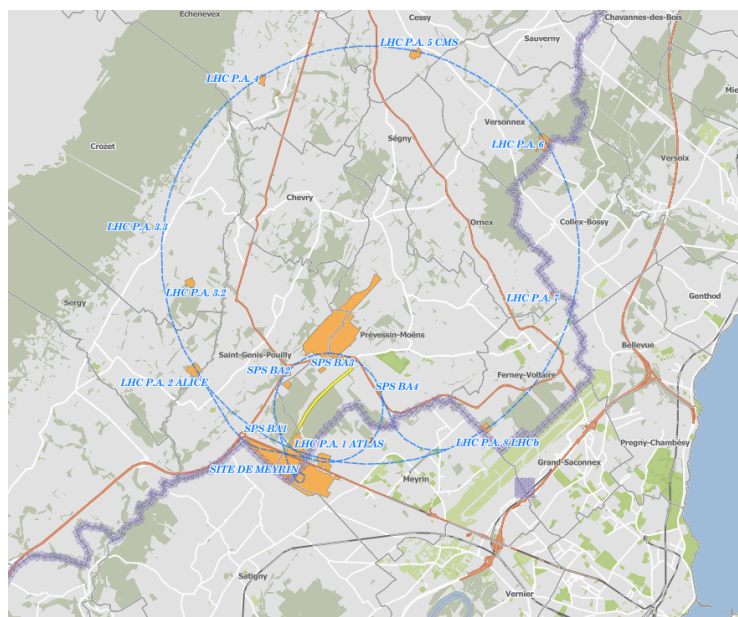 Echenevex
Cessy
Chavannes-des-Bois
Sauverny
LHC P.A. 5 CMS
LHC P.A. 4
Versonnex
Crozet
Ségny
LHC P.A. 6
Versoix
Chevry
Collex-Bossy
Ornex
LHC P.A. 3.3
LHC P.A. 3.2
LHC P.A. 7
Genthod
Sergy
Prévessin-Moëns
Bellevue
Saint-Genis-Pouilly
SPS BA3
SPS BA2
Ferney-Voltaire
LHC P.A. 2 ALICE
SPS BA4
SPS BA1
LHC P.A. 1 ATLAS
LHC P.A. 8 LHCb
Pregny-Chambésy
Grand-Saconnex
SITE DE MEYRIN
Meyrin
Satigny
Vernier